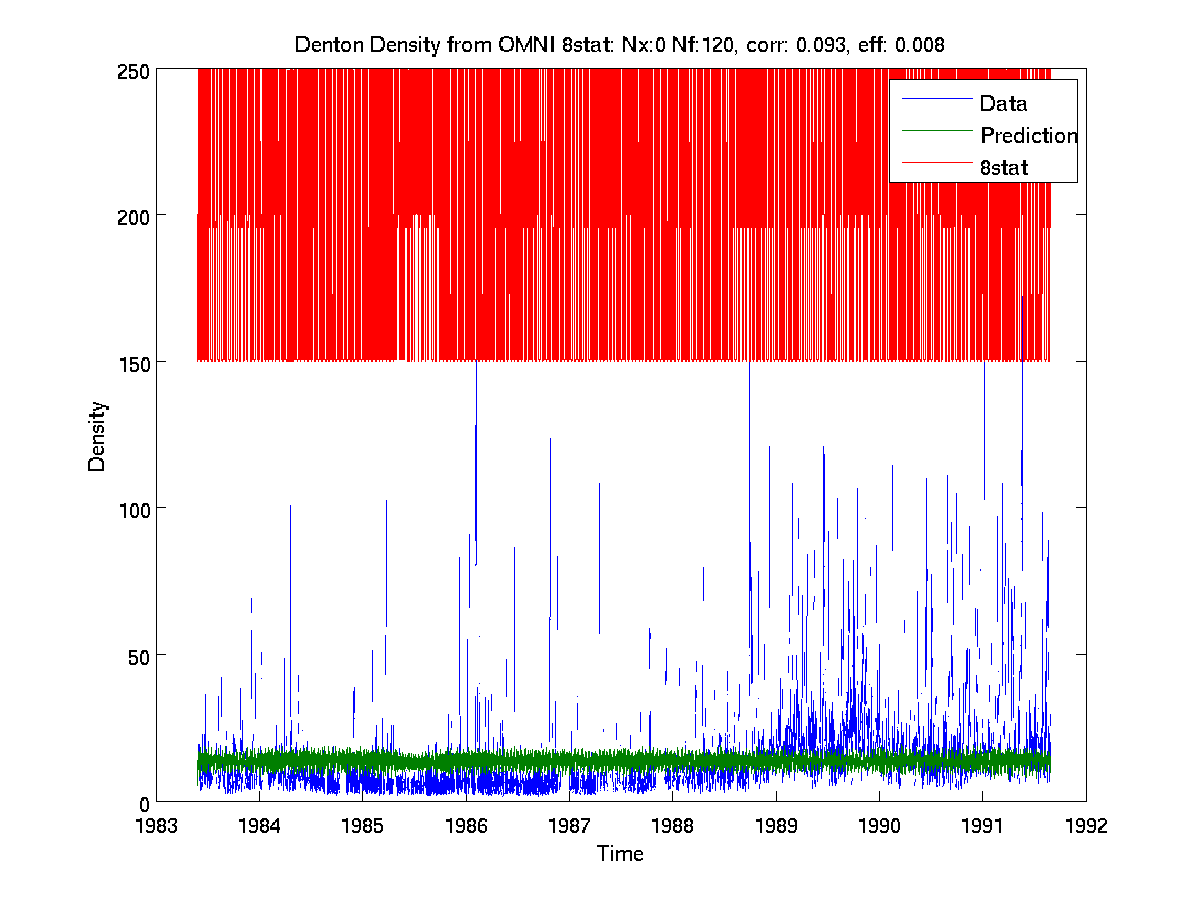 Denton Density from OMNI 8stat: Nx:0 Nf:120, corr: 0.093, eff: 0.008
250
200
150
100
50
0
Density
Data
Prediction
8stat
1983 1984 1985 1986 1987 1988 1989 1990 1991 1992
Time